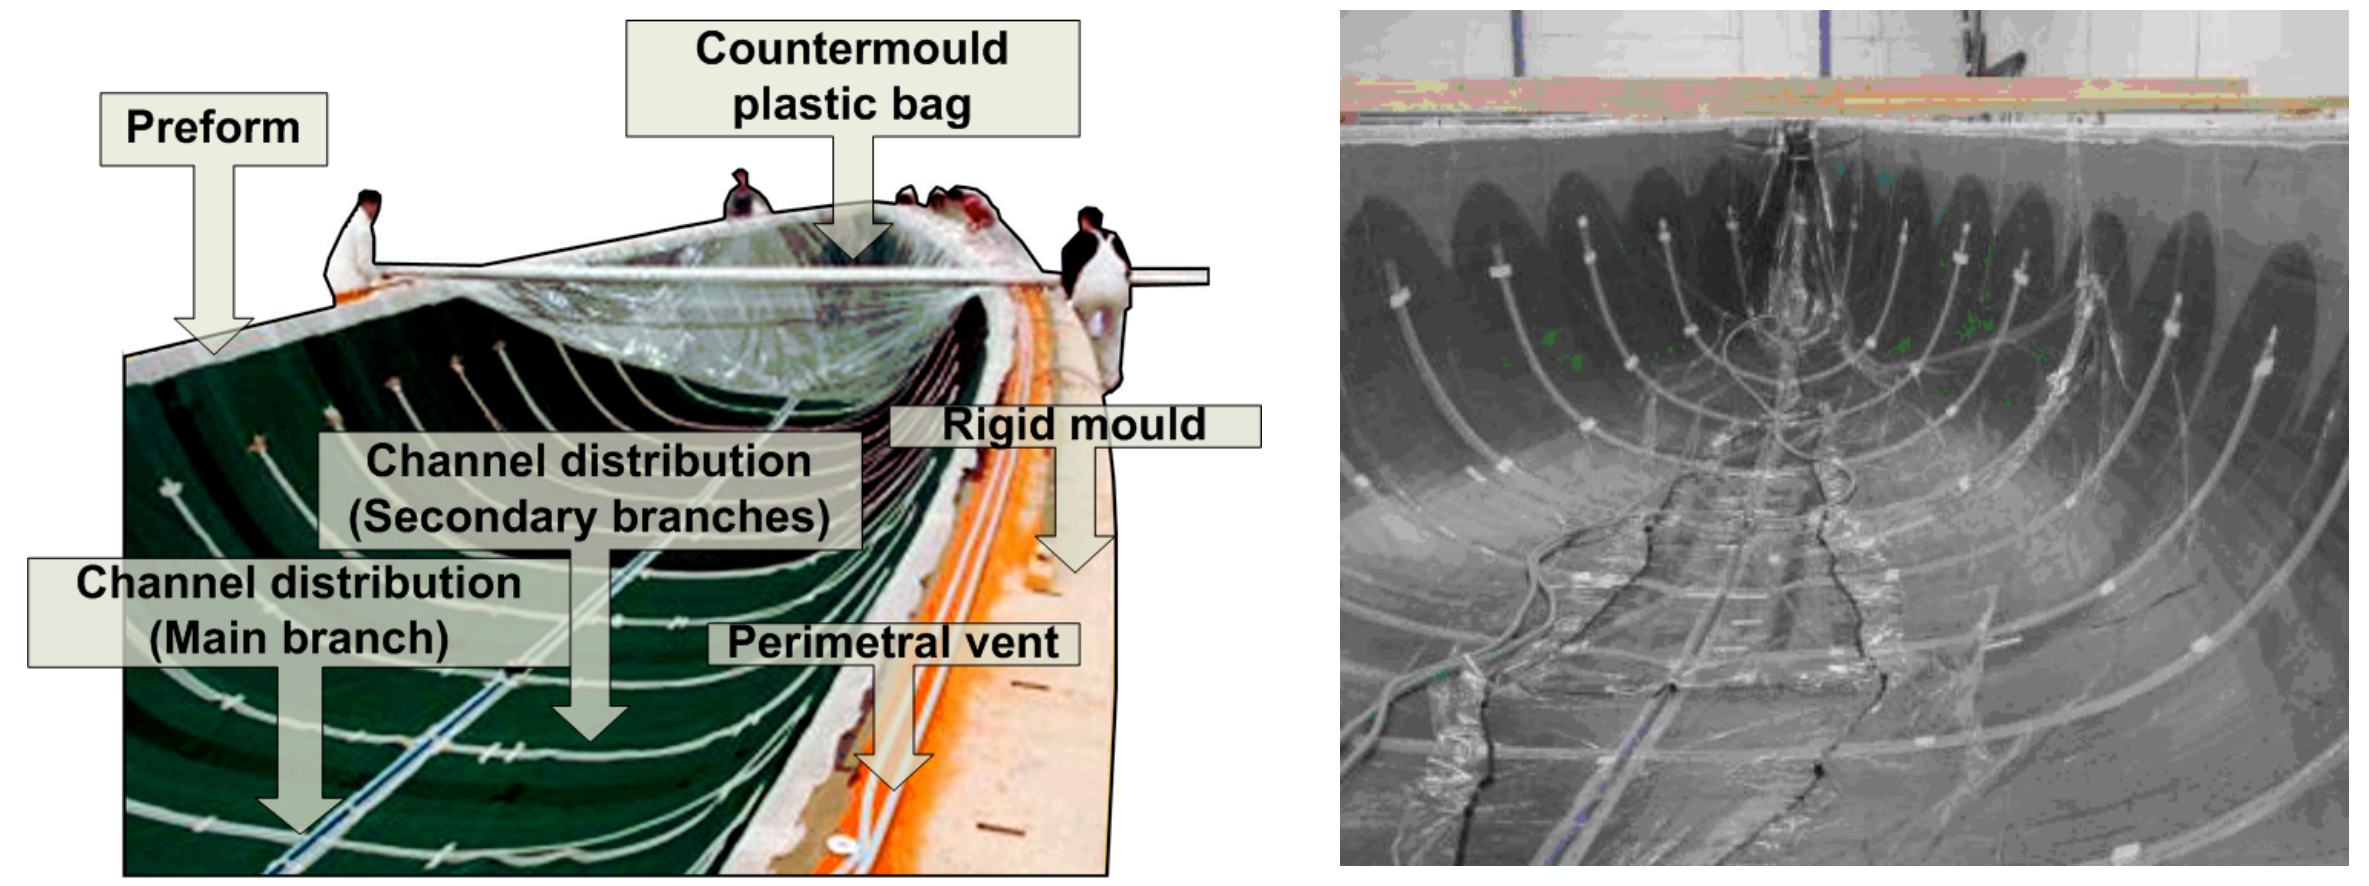 Countermould
plastic bag
Preform
Rigid mould
Channel distribution
(Secondary branches)
Channel distribution
(Main branch)
Perimetral vent